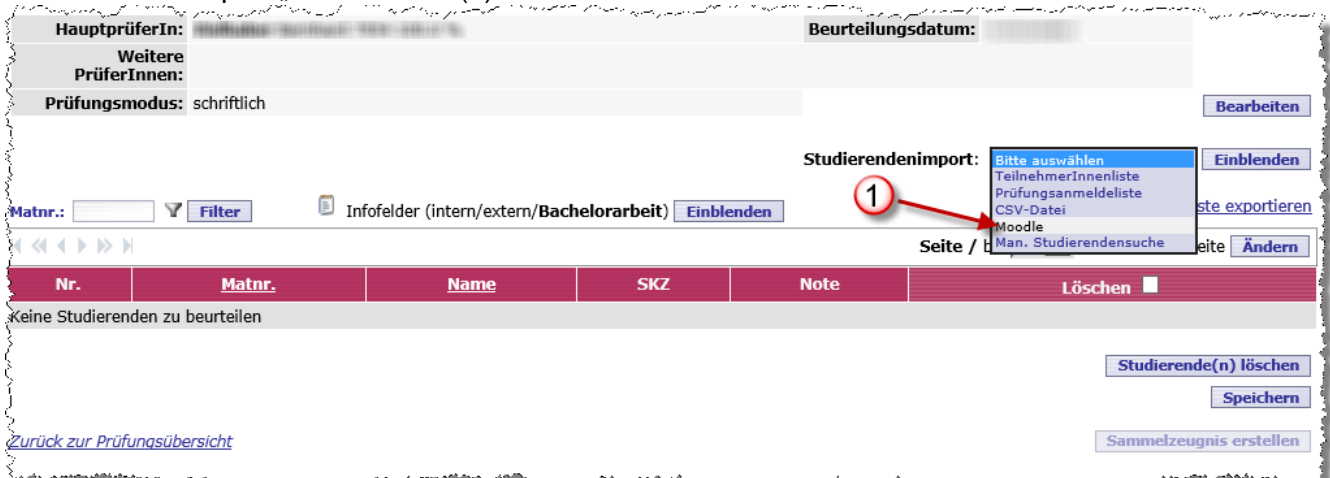 HauptprüferIn: Beurteilungsdatum:
Weitere
PrüferInnen:
Prüfungsmodus: schriftlich
Bearbeiten
Studierendenimport: Bitte auswählen Einblenden
TeilnehmerInnenliste
Prüfungsanmeldeliste
1
Matnr.: Filter Infofelder (intern/extern/Bachelorarbeit) Einblenden CSV-Datei exportieren
Moodle
Seite / Man. Studierendensuche Ändern
Nr. Matnr. Name SKZ Note Löschen
Keine Studierenden zu beurteilen
Studierende(n) löschen
Speichern
Zurück zur Prüfungsübersicht Sammelzeugnis erstellen